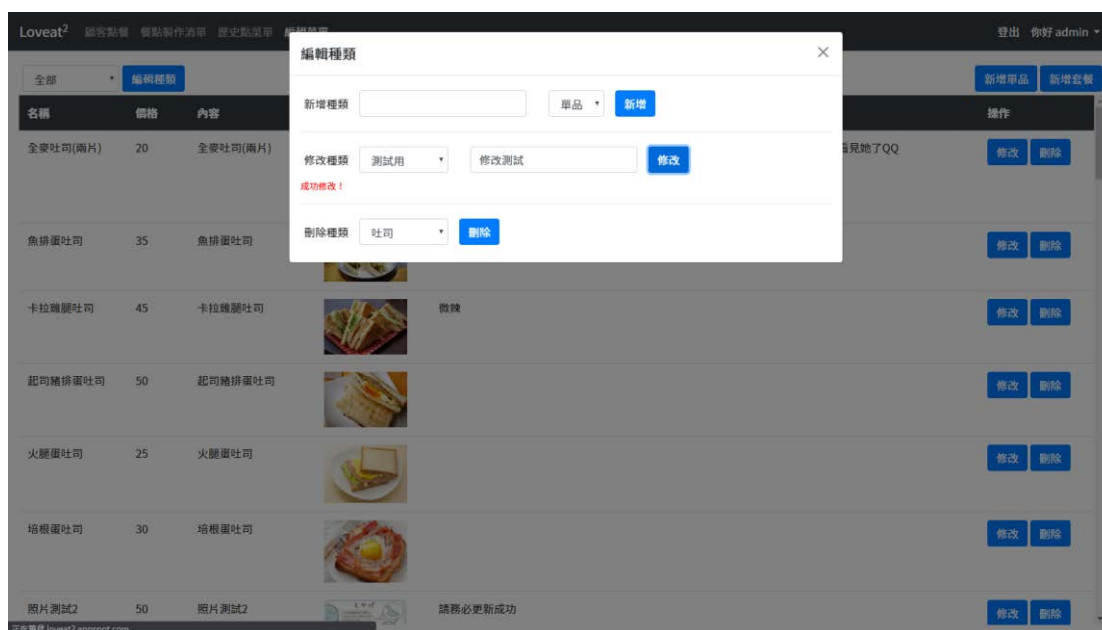 Loveat² 顧客點餐 餐點製作清單 歷史點菜單 編輯菜單 登出 你好 admin
編輯種類 ×
全部 編輯種類 新增單品 新增套餐
新增種類 單品 新增
名稱 價格 內容 操作
全麥吐司(兩片) 20 全麥吐司(兩片) 見她了QQ 修改 刪除
修改種類 測試用 修改測試 修改
成功修改！
刪除種類 吐司 刪除
魚排蛋吐司 35 魚排蛋吐司 修改 刪除
卡拉雞腿吐司 45 卡拉雞腿吐司 微辣 修改 刪除
起司豬排蛋吐司 50 起司豬排蛋吐司 修改 刪除
火腿蛋吐司 25 火腿蛋吐司 修改 刪除
培根蛋吐司 30 培根蛋吐司 修改 刪除
照片測試2 50 照片測試2 請務必更新成功 修改 刪除
loveat2.appspot.com